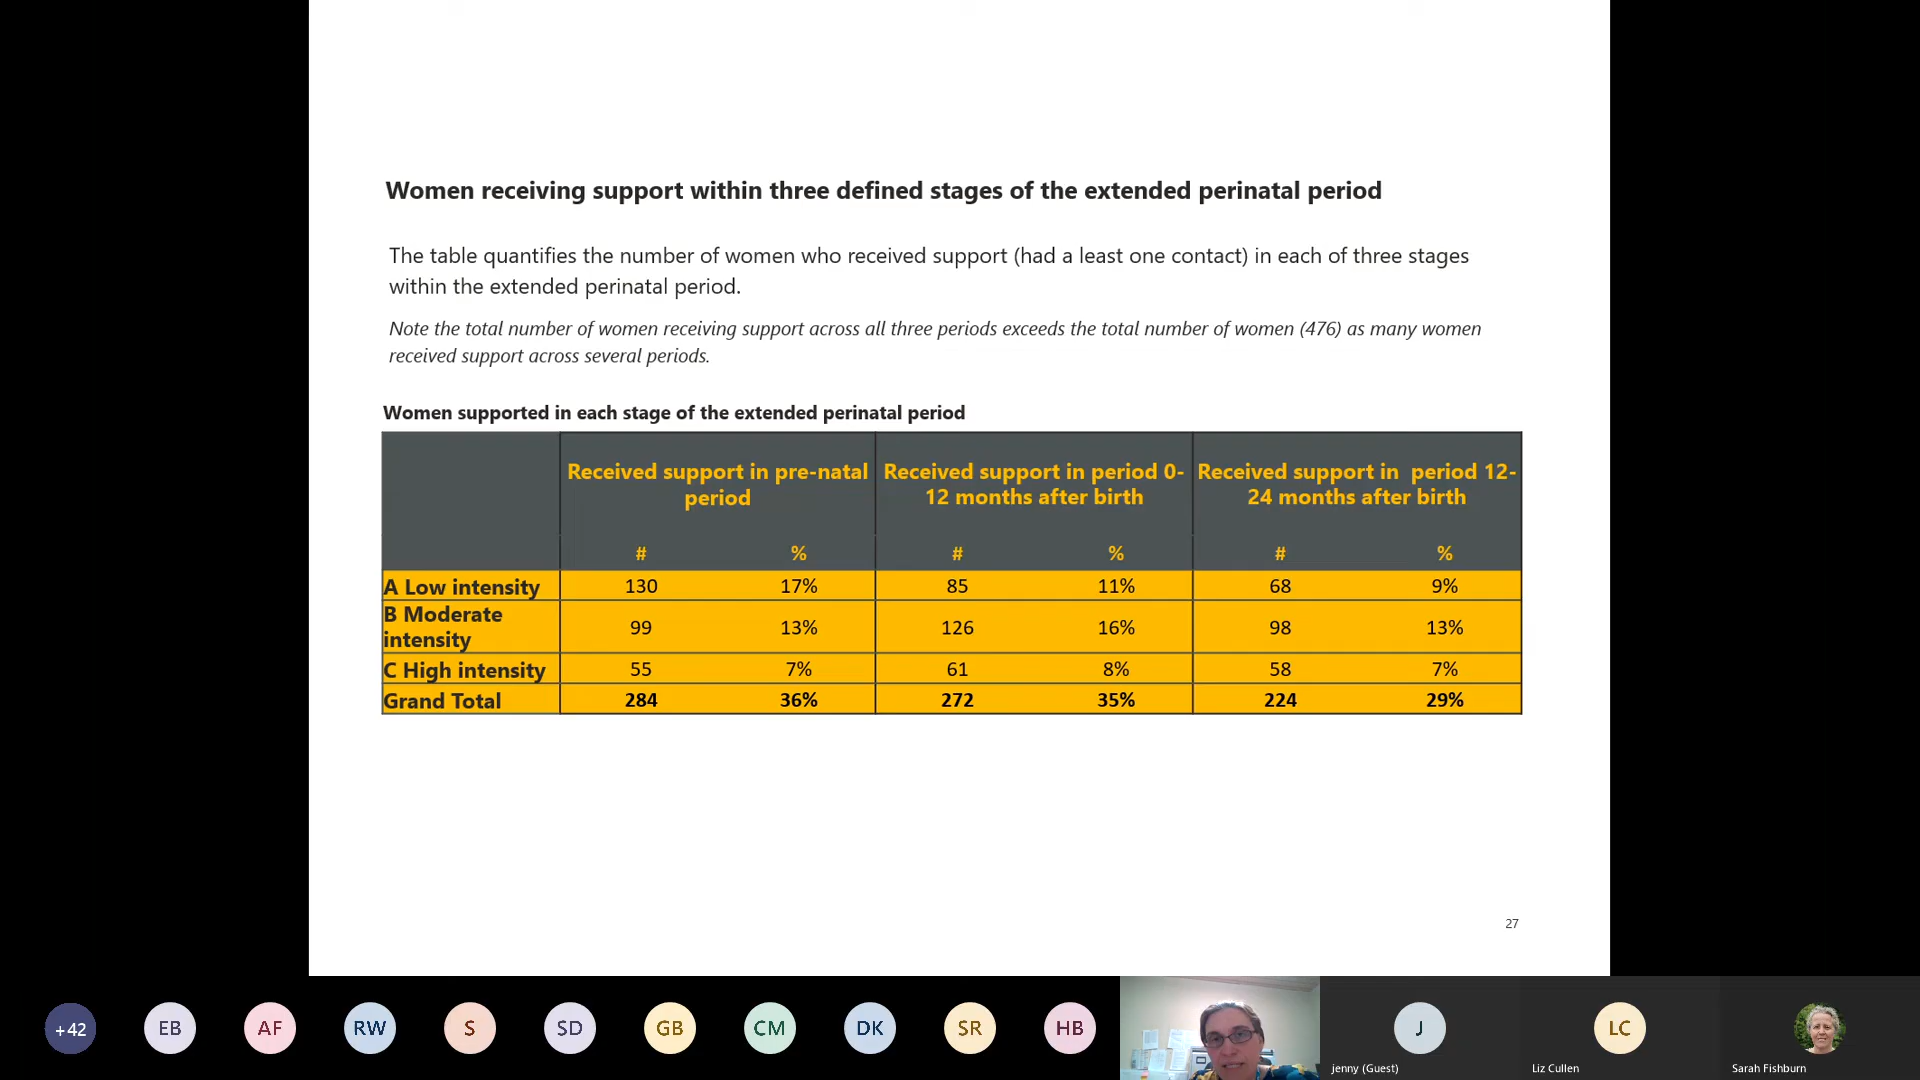 Women receiving support within three defined stages of the extended perinatal period
The table quantifies the number of women who received support (had a least one contact) in each of three stages
within the extended perinatal period.
Note the total number of women receiving support across all three periods exceeds the total number of women (476) as many women
received support across several periods.
Women supported in each stage of the extended perinatal period
Received support in pre-natal
period
Received support in period 0-
12 months after birth
Received support in period 12-
24 months after birth
# % # % # %
A Low intensity 130 17% 85 11% 68 9%
B Moderate
intensity 99 13% 126 16% 98 13%
C High intensity 55 7% 61 8% 58 7%
Grand Total 284 36% 272 35% 224 29%
27
+42 EB AF RW S SD GB CM DK SR HB J LC
jenny (Guest) Liz Cullen Sarah Fishburn